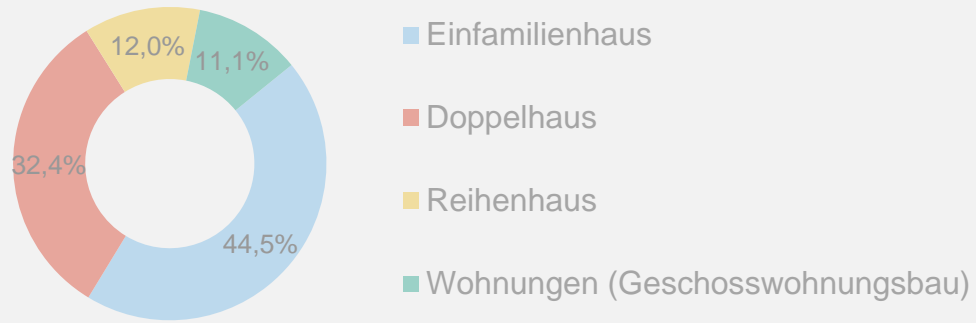 12,0%
11,1%
32,4%
44,5%
Einfamilienhaus
Doppelhaus
Reihenhaus
Wohnungen (Geschosswohnungsbau)